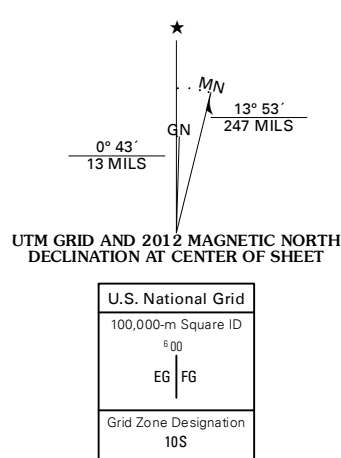 ★
MN
GN
0° 43´
13 MILS
13° 53´
247 MILS
UTM GRID AND 2012 MAGNETIC NORTH
DECLINATION AT CENTER OF SHEET
U.S. National Grid
100,000-m Square ID
⁶00
EG FG
Grid Zone Designation
10S